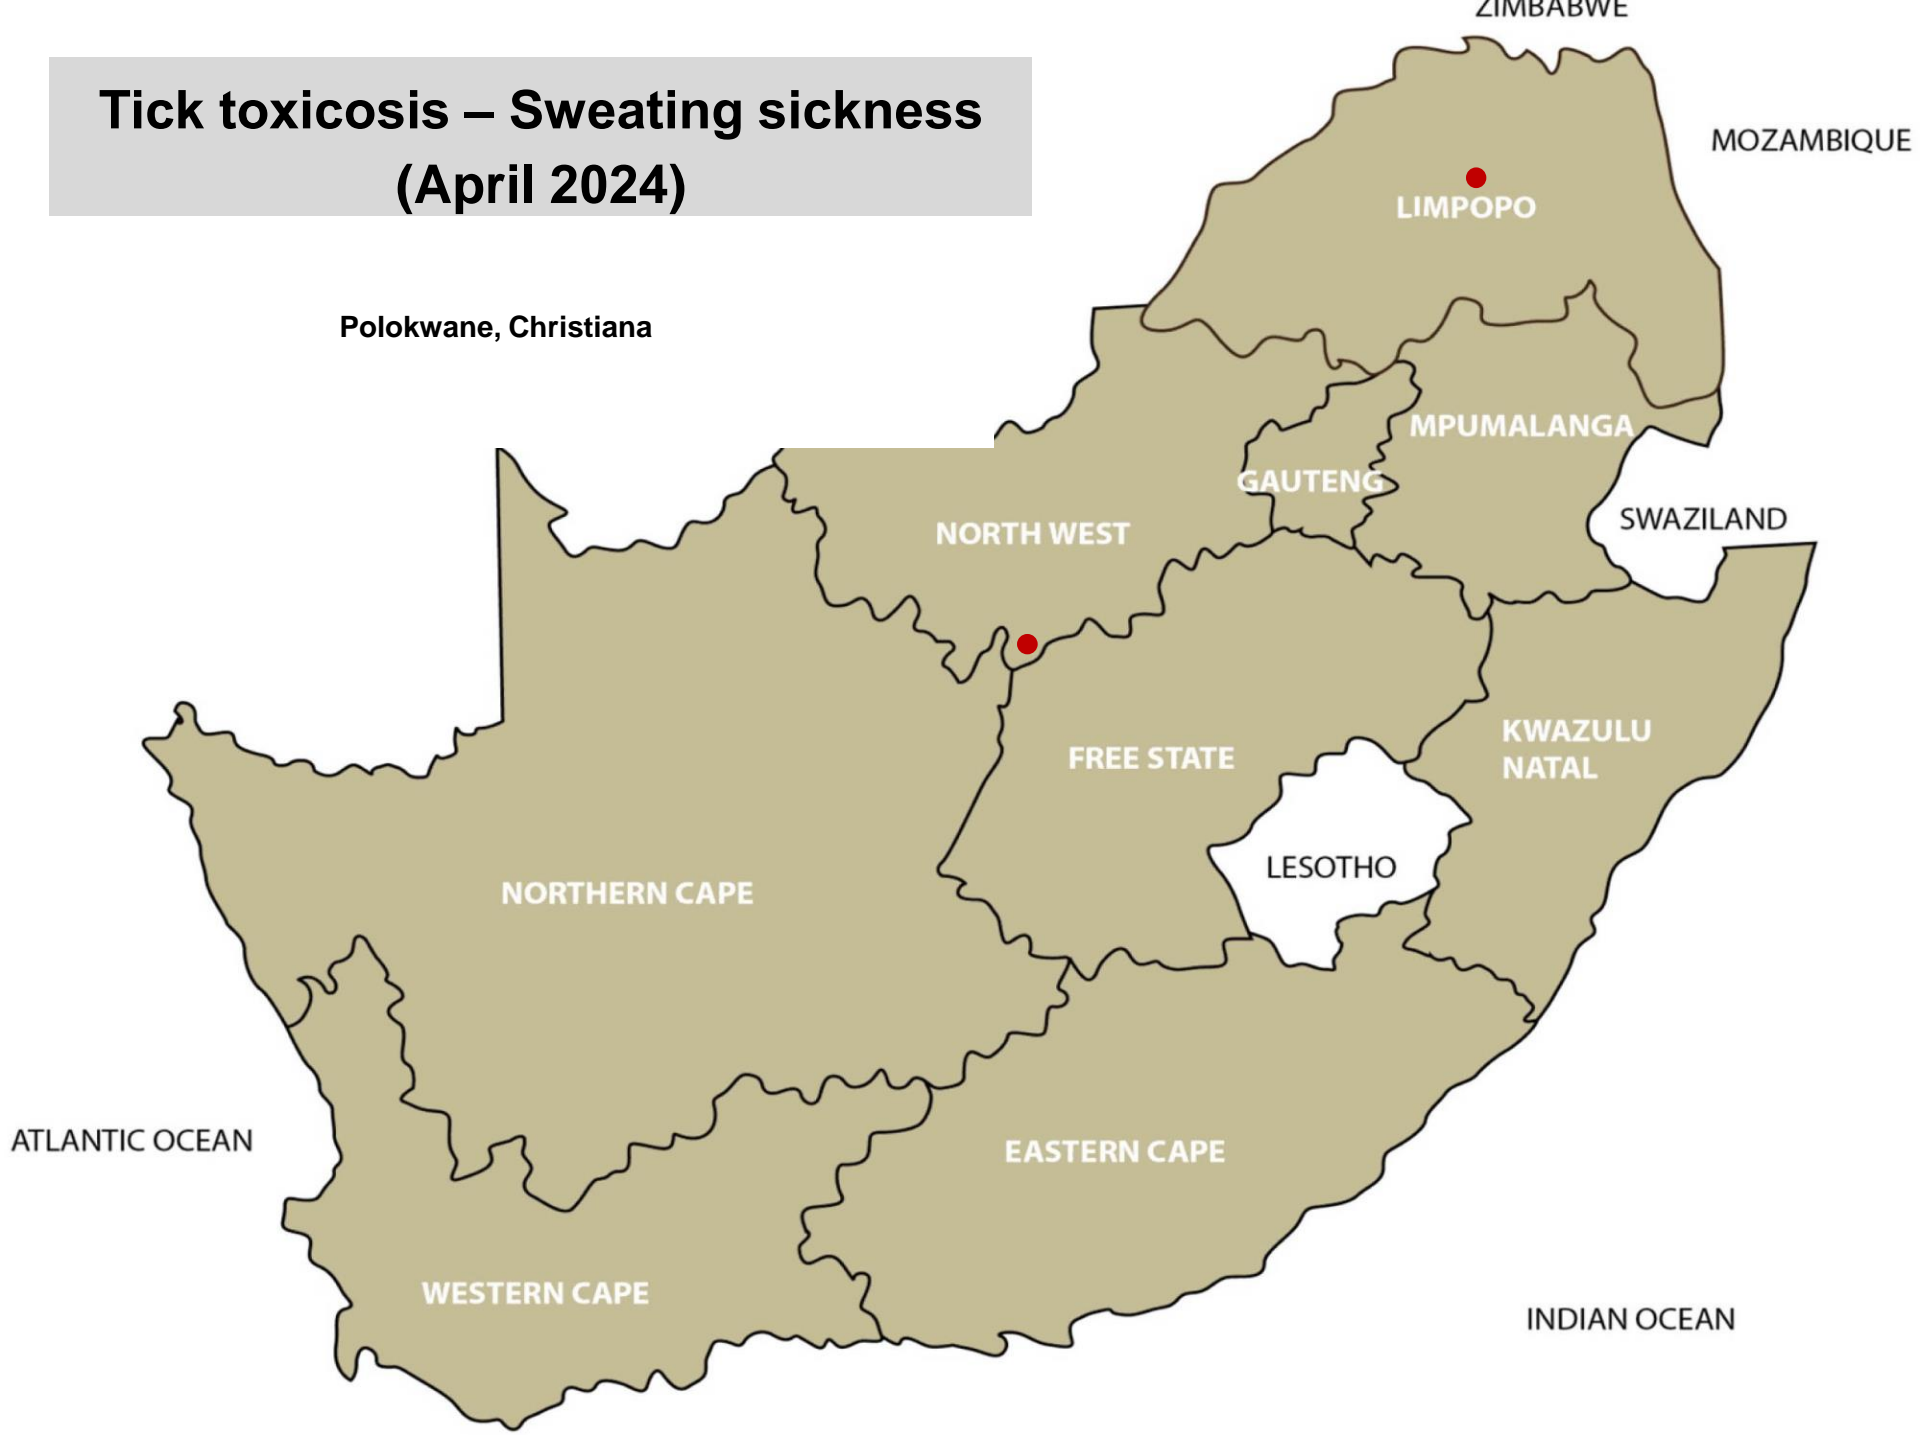 ZIMBABWE
Tick toxicosis – Sweating sickness
(April 2024)
MOZAMBIQUE
LIMPOPO
Polokwane, Christiana
MPUMALANGA
GAUTENG
SWAZILAND
NORTH WEST
KWAZULU
NATAL
FREE STATE
LESOTHO
NORTHERN CAPE
ATLANTIC OCEAN
EASTERN CAPE
WESTERN CAPE
INDIAN OCEAN